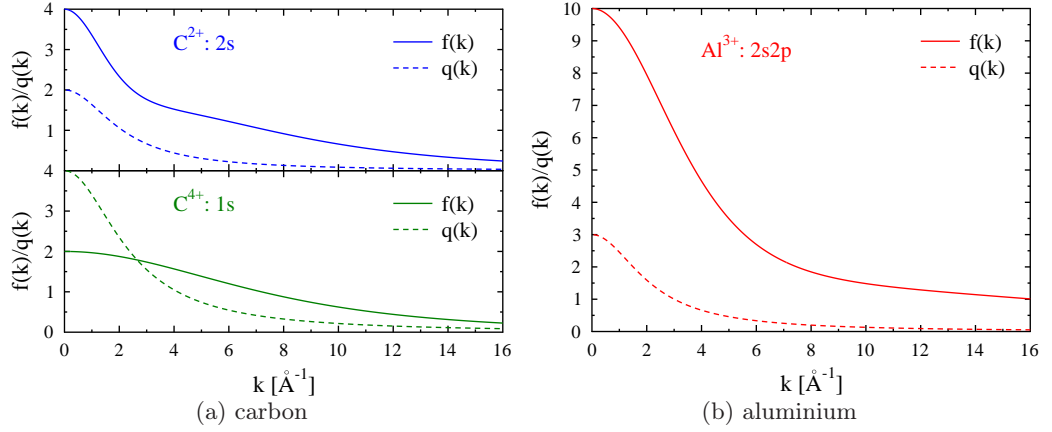 4
3
2
1
C²⁺: 2s
f(k)
q(k)
f(k)/q(k)
4
3
2
1
0
C⁴⁺: 1s
f(k)
q(k)
f(k)/q(k)
0 2 4 6 8 10 12 14 16
k [Å⁻¹]
(a) carbon
10
9
8
7
6
5
4
3
2
1
0
Al³⁺: 2s2p
f(k)
q(k)
f(k)/q(k)
0 2 4 6 8 10 12 14 16
k [Å⁻¹]
(b) aluminium